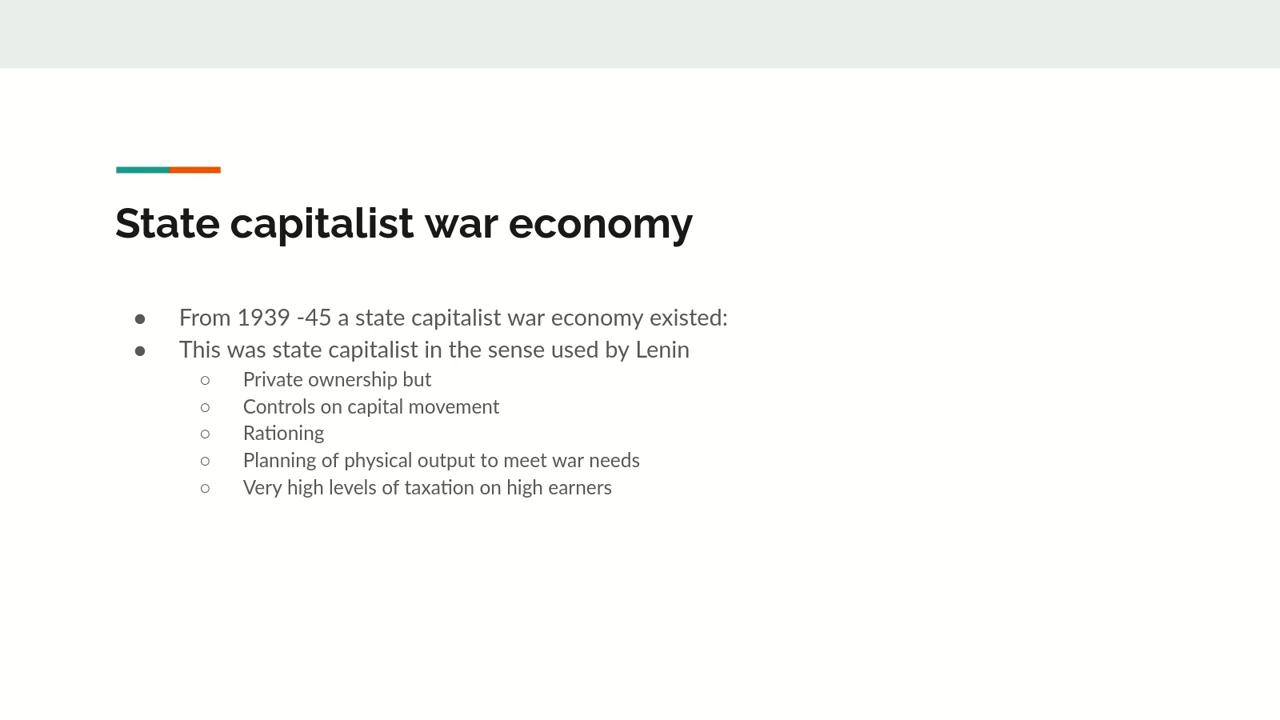 State capitalist war economy
● From 1939 -45 a state capitalist war economy existed:
● This was state capitalist in the sense used by Lenin
○ Private ownership but
○ Controls on capital movement
○ Rationing
○ Planning of physical output to meet war needs
○ Very high levels of taxation on high earners